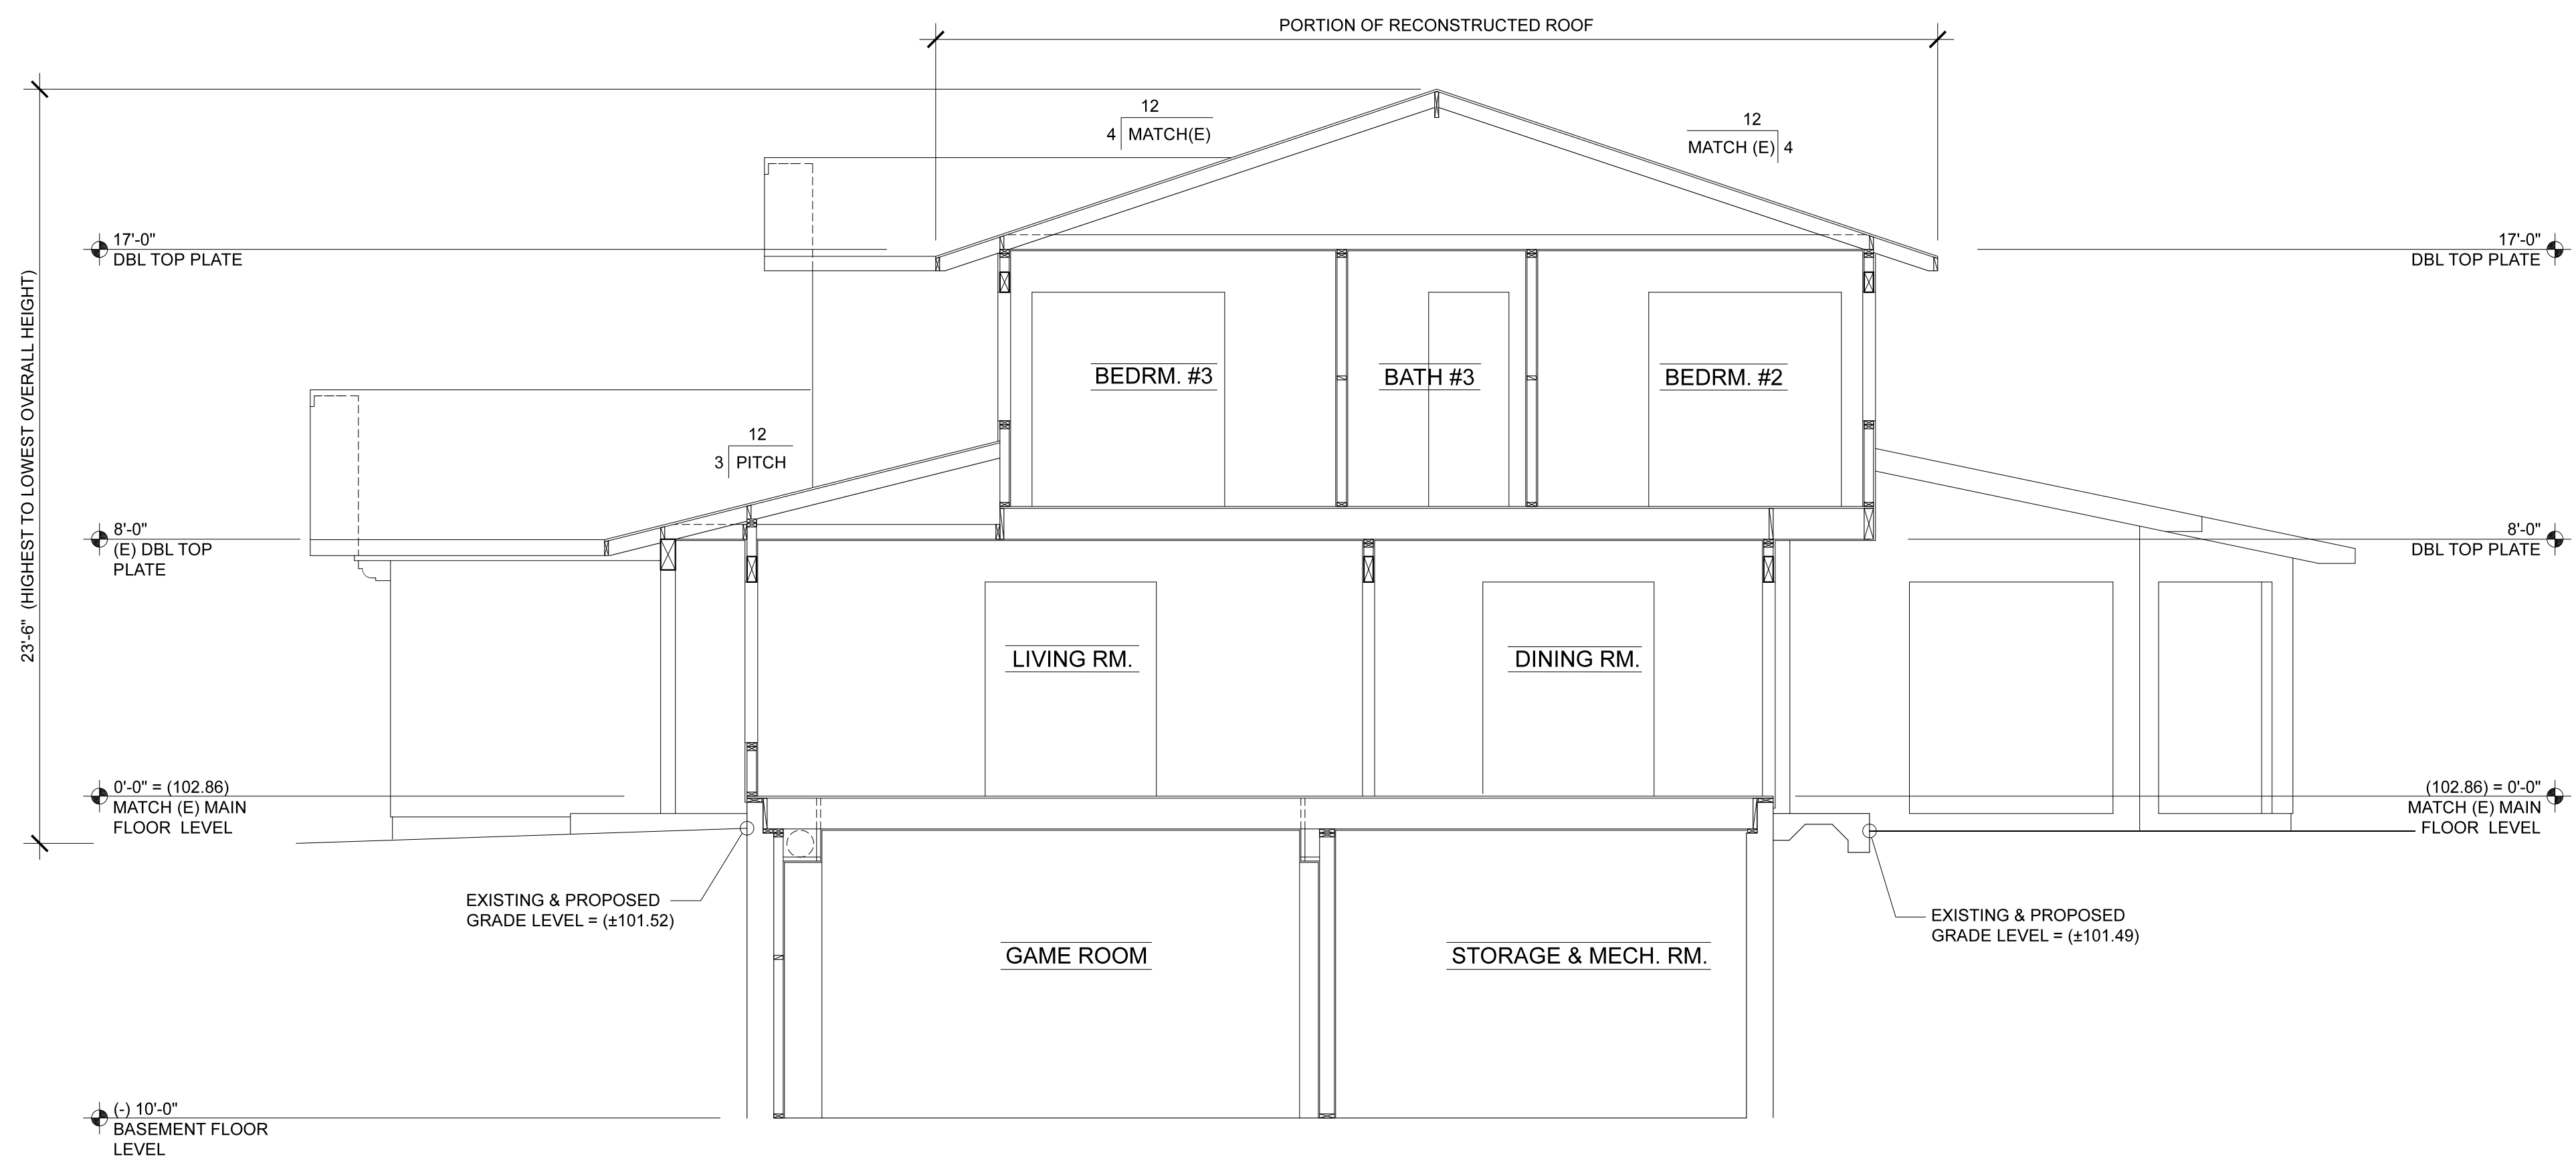 PORTION OF RECONSTRUCTED ROOF
12
4 MATCH(E)
12
MATCH (E) 4
17'-0"
DBL TOP PLATE
17'-0"
DBL TOP PLATE
23'-6" (HIGHEST TO LOWEST OVERALL HEIGHT)
BEDRM. #3
BATH #3
BEDRM. #2
12
3 PITCH
8'-0"
(E) DBL TOP
PLATE
8'-0"
DBL TOP PLATE
LIVING RM.
DINING RM.
0'-0" = (102.86)
MATCH (E) MAIN
FLOOR LEVEL
(102.86) = 0'-0"
MATCH (E) MAIN
FLOOR LEVEL
EXISTING & PROPOSED
GRADE LEVEL = (±101.52)
EXISTING & PROPOSED
GRADE LEVEL = (±101.49)
GAME ROOM
STORAGE & MECH. RM.
(-) 10'-0"
BASEMENT FLOOR
LEVEL